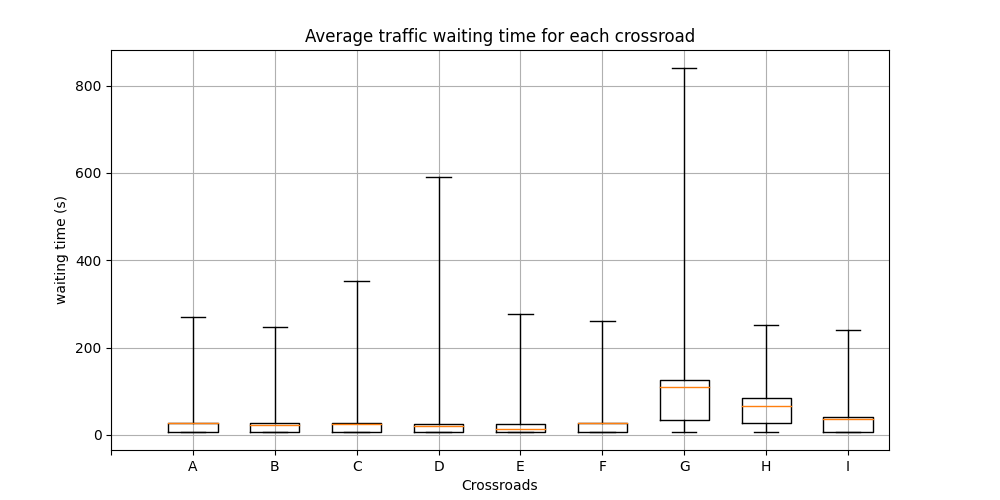 Average traffic waiting time for each crossroad
waiting time (s)
800
600
400
200
0
A B C D E F G H I
Crossroads